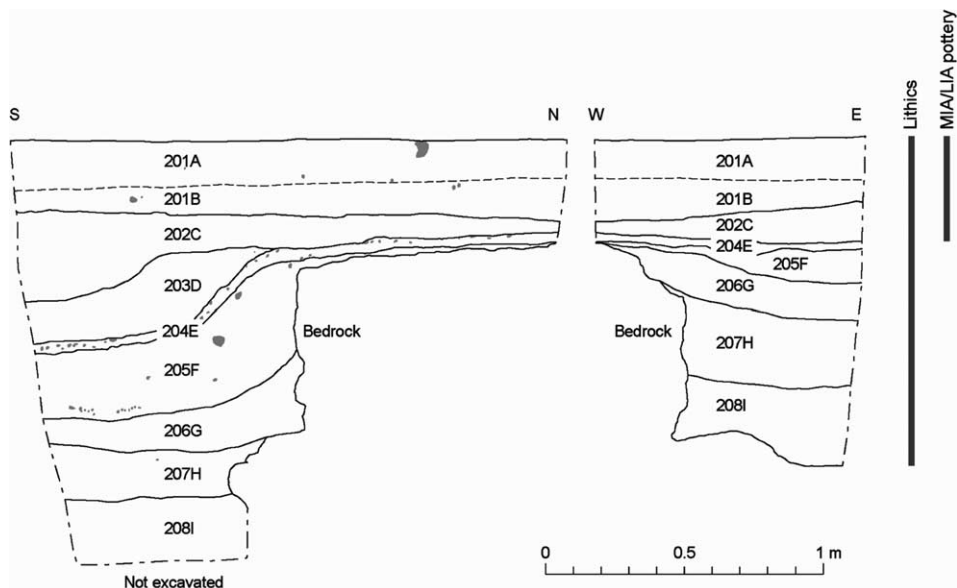 S
N
W
E
Lithics
MIA/LIA pottery
201A
201B
202C
203D
204E
205F
206G
207H
208I
Bedrock
Not excavated
201A
201B
202C
204E
205F
206G
Bedrock
207H
208I
0 0.5 1 m